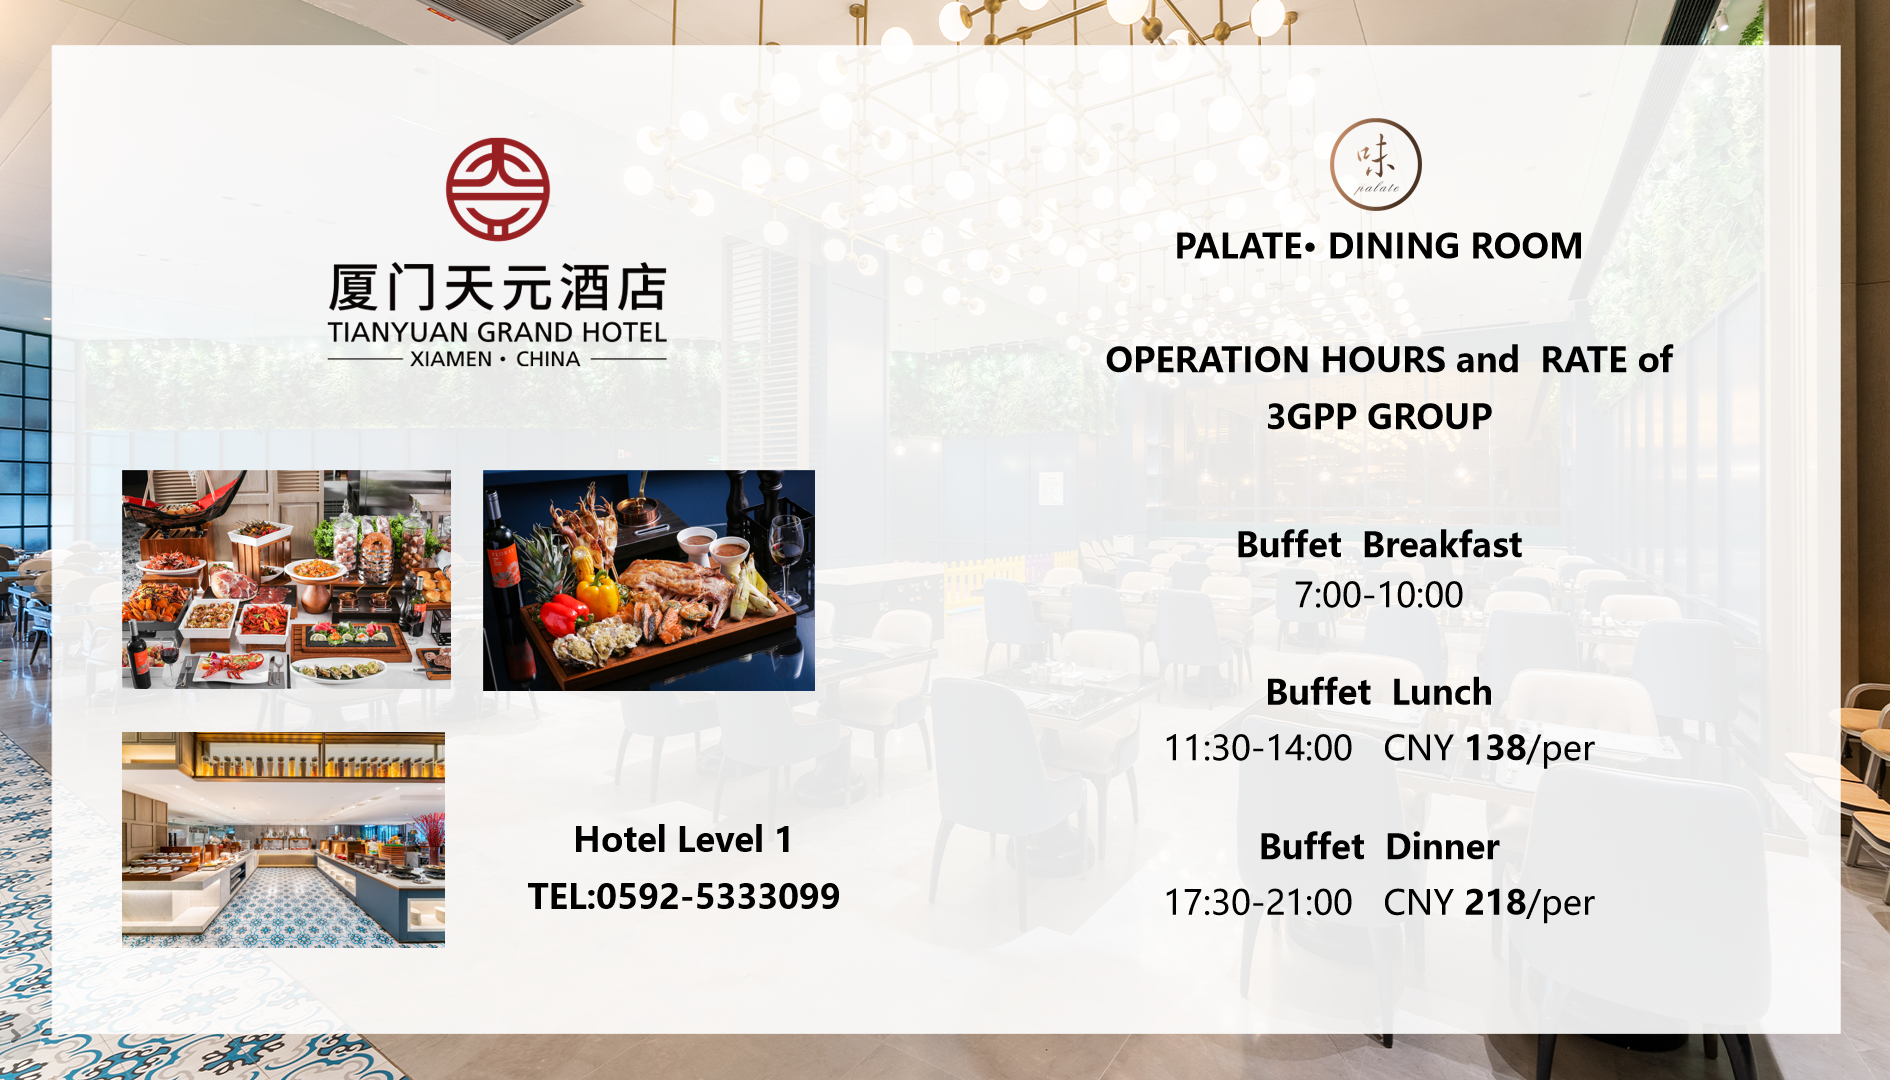 厦门天元酒店
TIANYUAN GRAND HOTEL
XIAMEN • CHINA
Hotel Level 1
TEL:0592-5333099
味
palate
PALATE• DINING ROOM
OPERATION HOURS and RATE of
3GPP GROUP
Buffet Breakfast
7:00-10:00
Buffet Lunch
11:30-14:00 CNY 138/per
Buffet Dinner
17:30-21:00 CNY 218/per